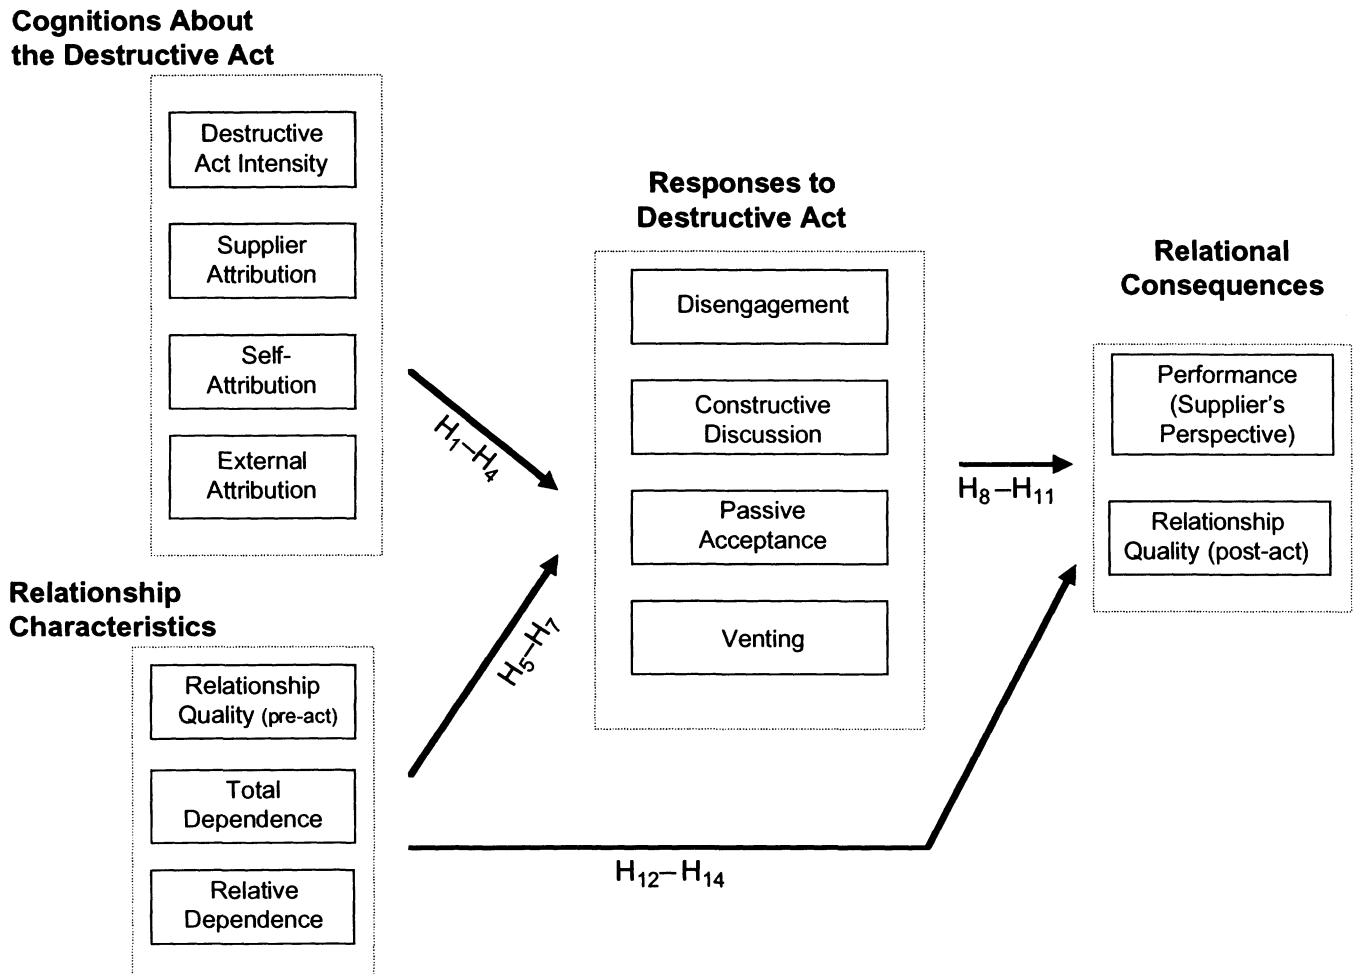 Cognitions About
the Destructive Act
Destructive
Act Intensity
Supplier
Attribution
Self-
Attribution
External
Attribution
H₁–H₄
Relationship
Characteristics
Relationship
Quality (pre-act)
Total
Dependence
Relative
Dependence
H₅–H₇
H₁₂–H₁₄
Responses to
Destructive Act
Disengagement
Constructive
Discussion
Passive
Acceptance
Venting
H₈–H₁₁
Relational
Consequences
Performance
(Supplier's
Perspective)
Relationship
Quality (post-act)